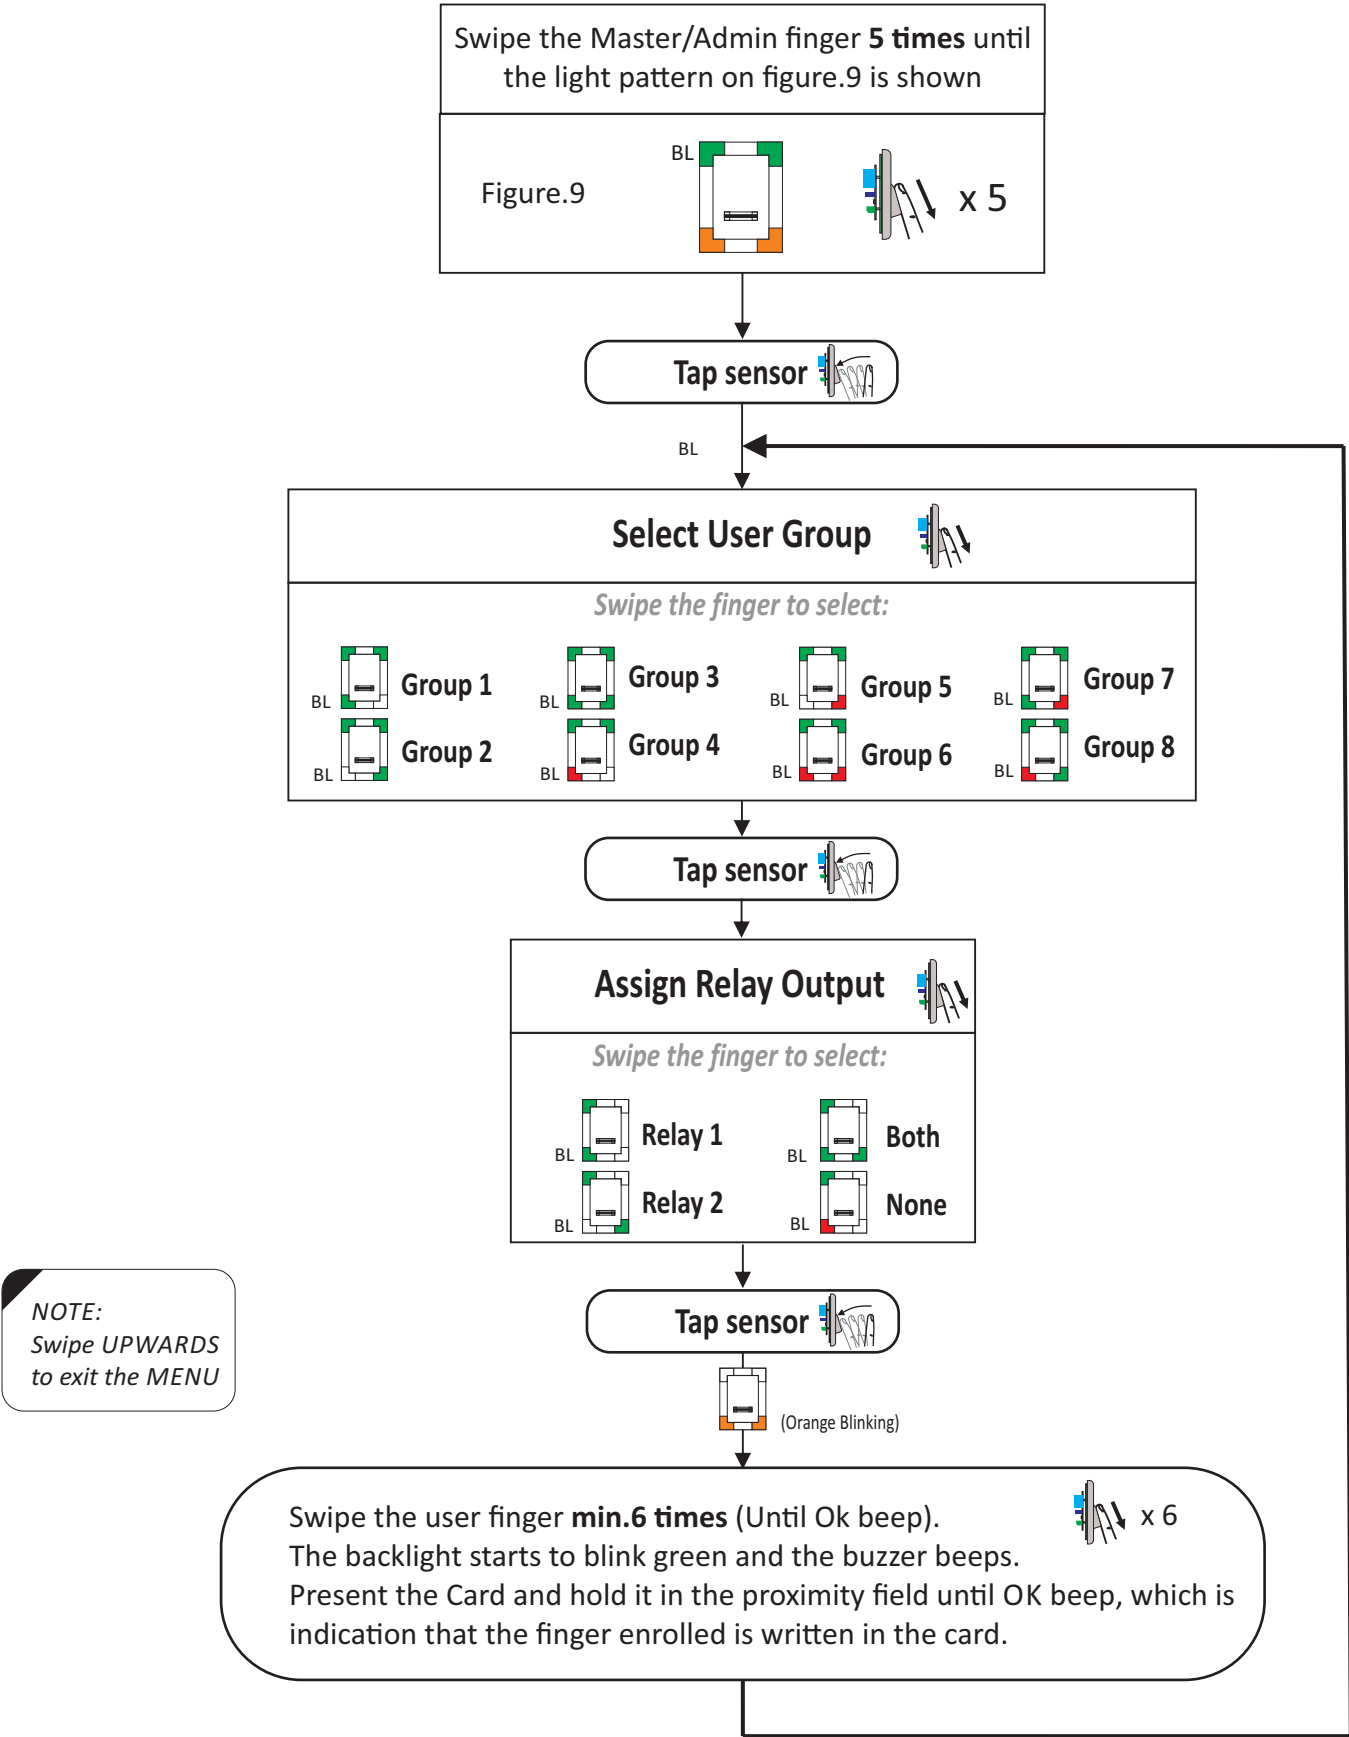 Swipe the Master/Admin finger 5 times until
the light pattern on figure.9 is shown
BL
Figure.9
x 5
Tap sensor
BL
Select User Group
Swipe the finger to select:
BL Group 1
BL Group 3
BL Group 5
BL Group 7
BL Group 2
BL Group 4
BL Group 6
BL Group 8
Tap sensor
Assign Relay Output
Swipe the finger to select:
BL Relay 1
BL Both
BL Relay 2
BL None
Tap sensor
NOTE:
Swipe UPWARDS
to exit the MENU
(Orange Blinking)
Swipe the user finger min.6 times (Until Ok beep).
x 6
The backlight starts to blink green and the buzzer beeps.
Present the Card and hold it in the proximity field until OK beep, which is
indication that the finger enrolled is written in the card.